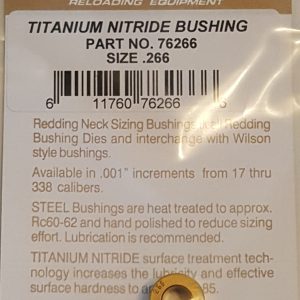 RELOADING EQUIPMENT
TITANIUM NITRIDE BUSHING
PART NO. 76266
SIZE .266
6 11760 76266 6
Redding Neck Sizing Bushings all Redding
Bushing Dies and interchange with Wilson
style bushings.
Available in .001" increments from 17 thru
338 calibers.
STEEL Bushings are heat treated to approx.
Rc60-62 and hand polished to reduce sizing
effort. Lubrication is recommended.
TITANIUM NITRIDE surface treatment tech-
nology increases the lubricity and effective
surface hardness to 85.
266